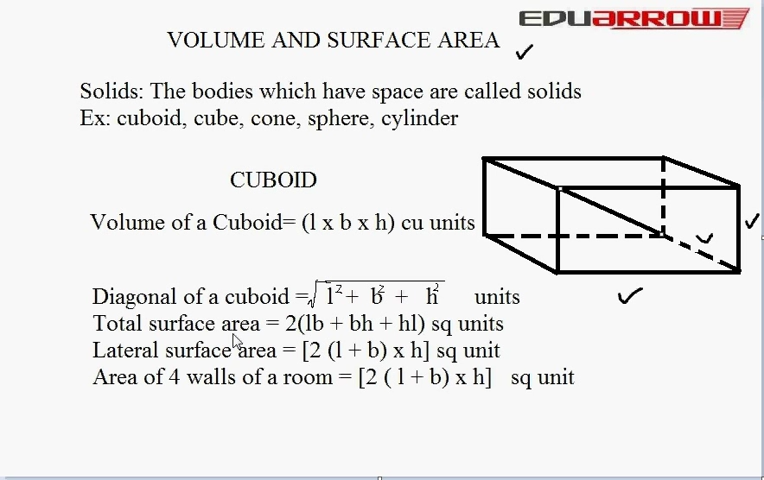 EDUARROW
VOLUME AND SURFACE AREA
Solids: The bodies which have space are called solids
Ex: cuboid, cube, cone, sphere, cylinder
CUBOID
Volume of a Cuboid= (l x b x h) cu units
Diagonal of a cuboid =√l² + b² + h² units
Total surface area = 2(lb + bh + hl) sq units
Lateral surface area = [2 (l + b) x h] sq unit
Area of 4 walls of a room = [2 ( l + b) x h] sq unit